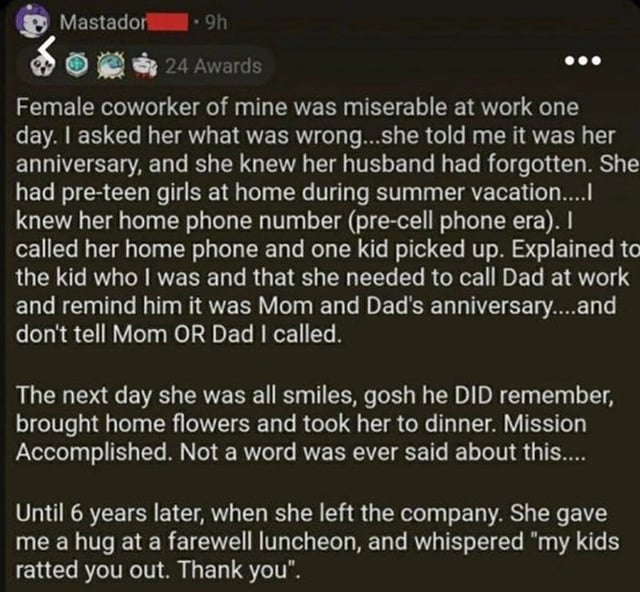 Mastador • 9h
24 Awards
Female coworker of mine was miserable at work one
day. I asked her what was wrong...she told me it was her
anniversary, and she knew her husband had forgotten. She
had pre-teen girls at home during summer vacation....I
knew her home phone number (pre-cell phone era). I
called her home phone and one kid picked up. Explained to
the kid who I was and that she needed to call Dad at work
and remind him it was Mom and Dad's anniversary....and
don't tell Mom OR Dad I called.
The next day she was all smiles, gosh he DID remember,
brought home flowers and took her to dinner. Mission
Accomplished. Not a word was ever said about this....
Until 6 years later, when she left the company. She gave
me a hug at a farewell luncheon, and whispered "my kids
ratted you out. Thank you".